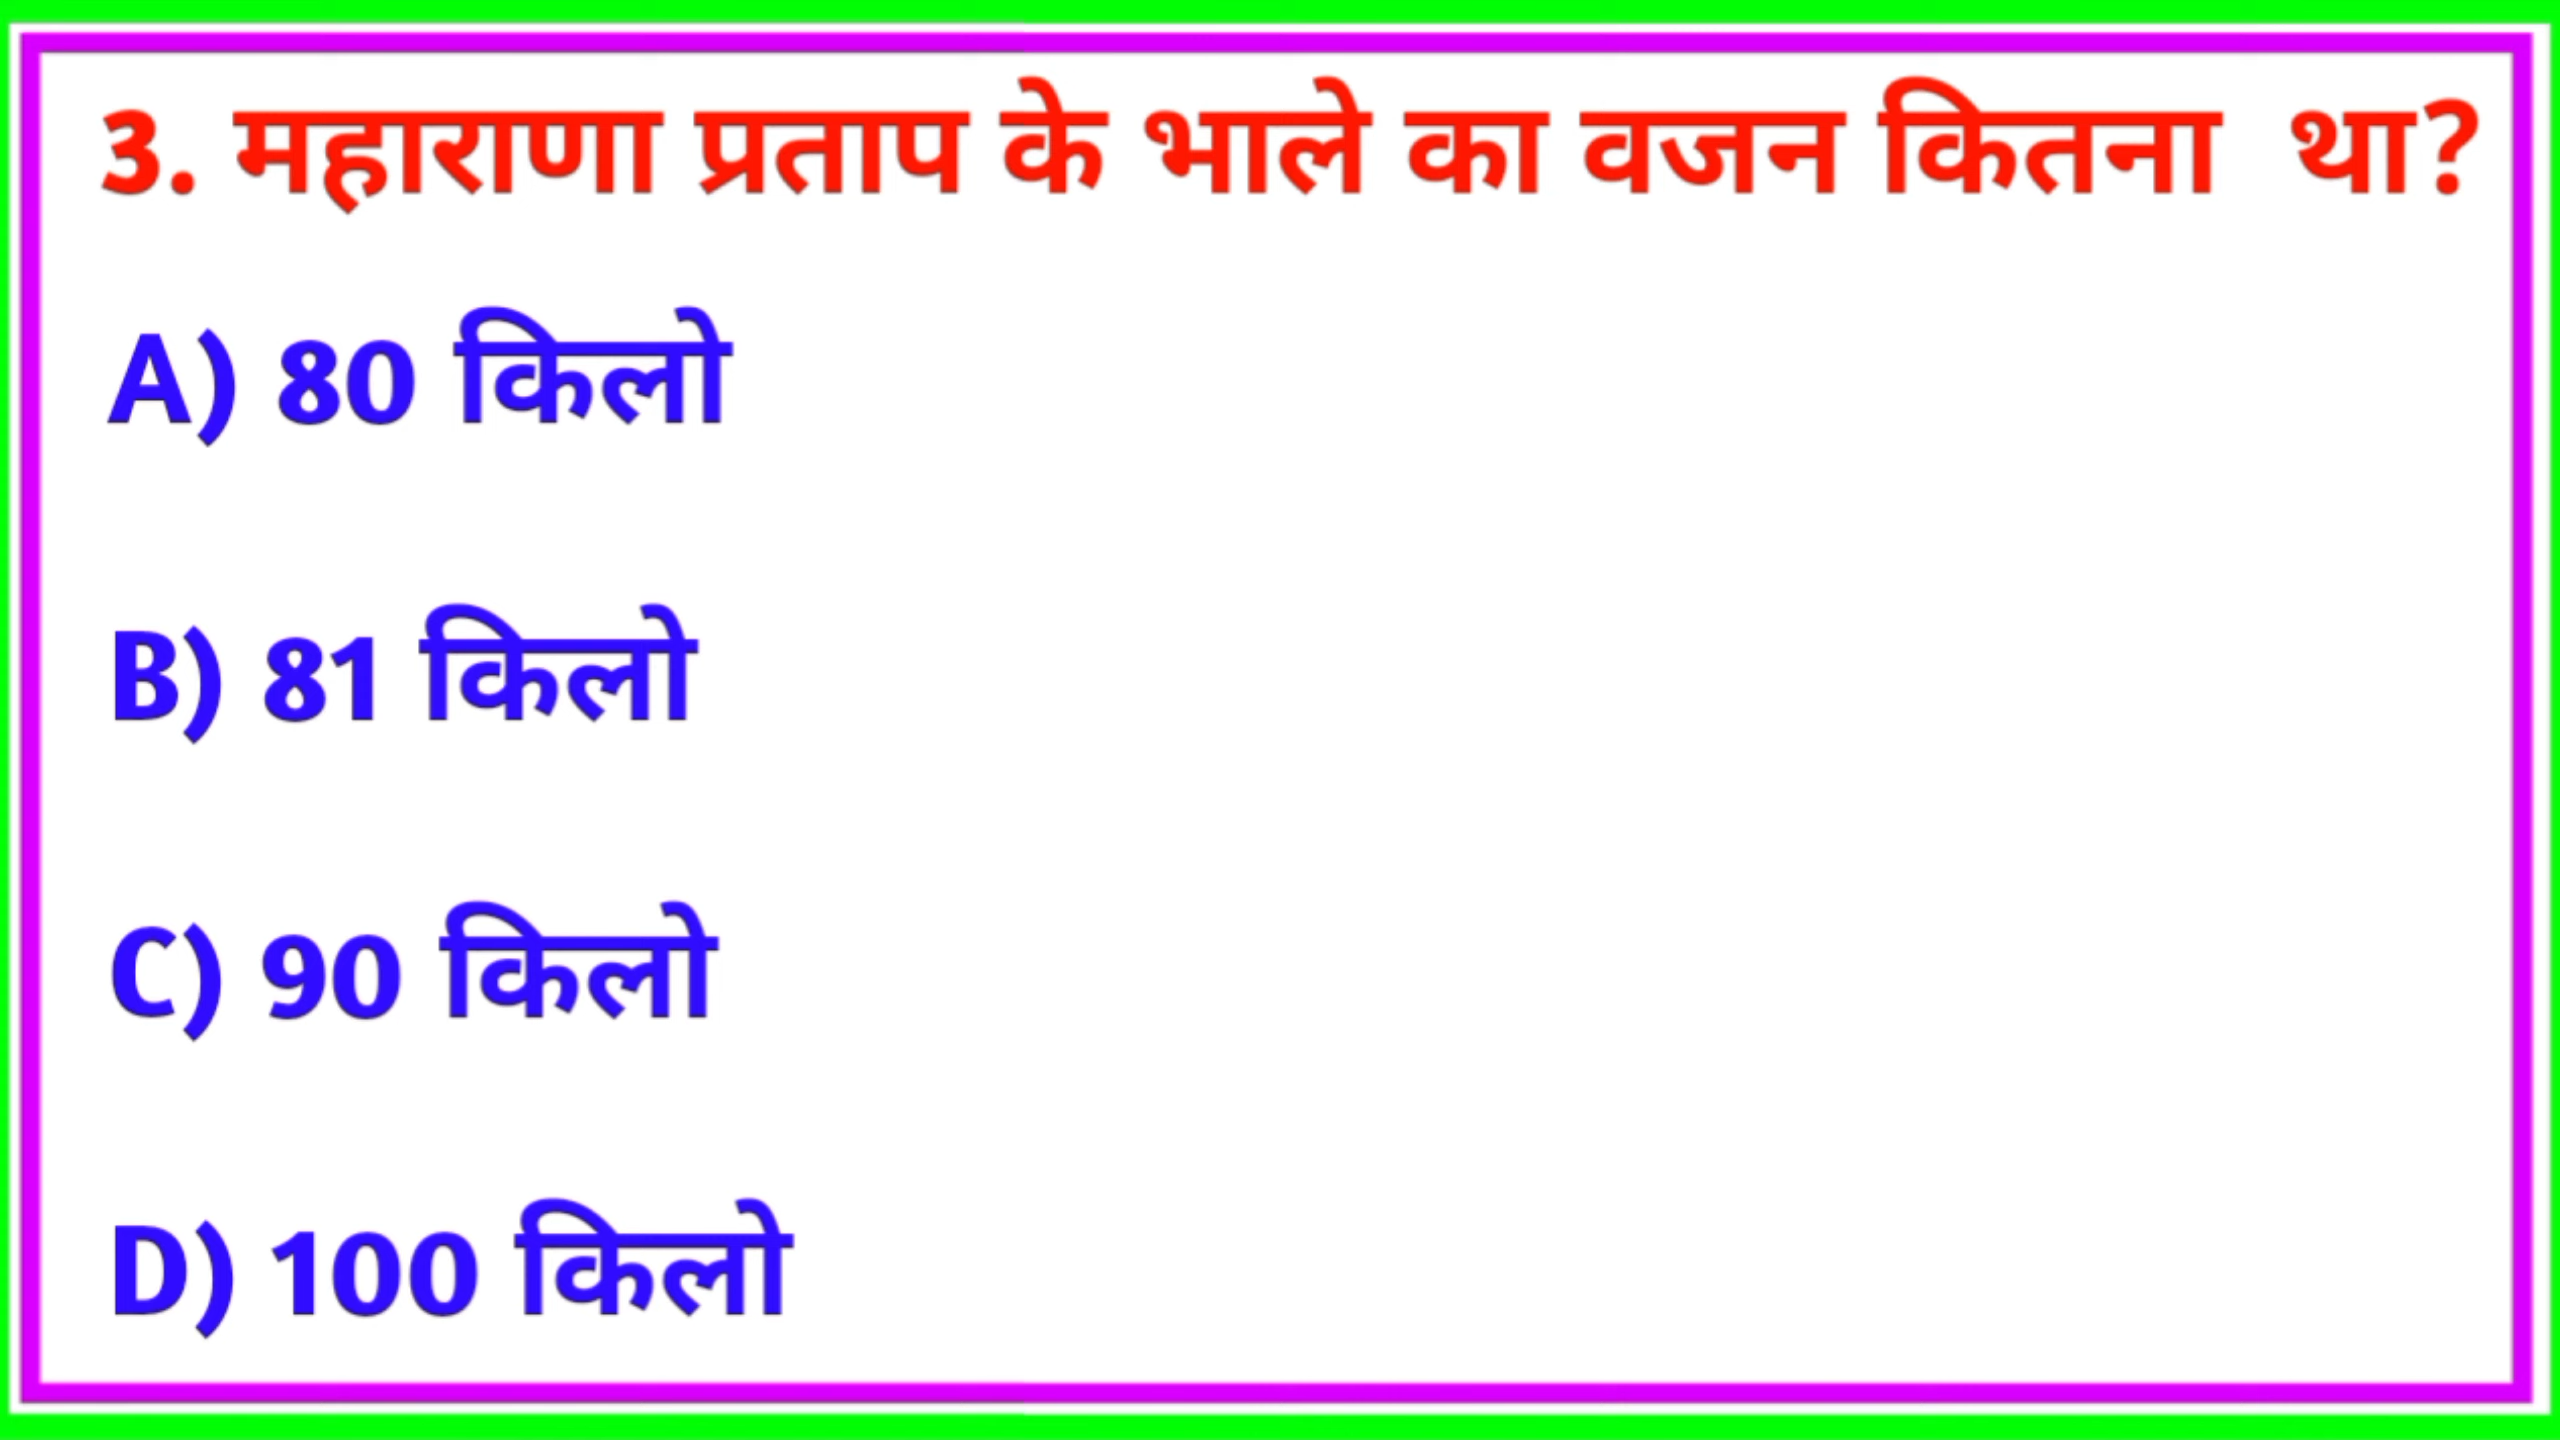 3. महाराणा प्रताप के भाले का वजन कितना था?
A) 80 किलो
B) 81 किलो
C) 90 किलो
D) 100 किलो